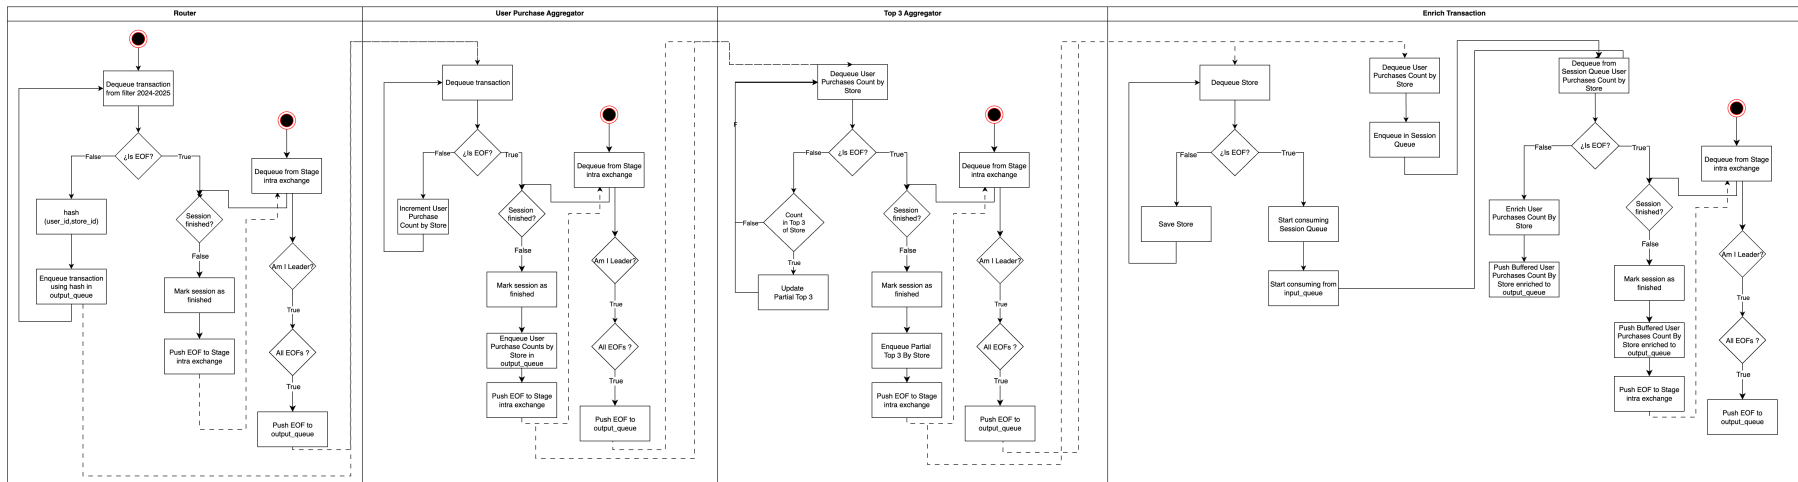 Router
User Purchase Aggregator
Top 3 Aggregator
Enrich Transaction
Dequeue transaction
from filter 2024-2025
¿Is EOF?
False
True
hash
(user_id,store_id)
Enqueue transaction
using hash in
output_queue
Session
finished?
False
Mark session as
finished
Push EOF to Stage
intra exchange
Dequeue from Stage
intra exchange
Am I Leader?
True
All EOFs ?
True
Push EOF to
output_queue
Dequeue transaction
¿Is EOF?
False
True
Increment User
Purchase
Count by Store
Session
finished?
False
Mark session as
finished
Enqueue User
Purchase Counts by
Store in
output_queue
Push EOF to Stage
intra exchange
Dequeue from Stage
intra exchange
Am I Leader?
True
All EOFs ?
True
Push EOF to
output_queue
Dequeue User
Purchases Count by
Store
F
¿Is EOF?
False
True
Count
in Top 3
of Store
False
True
Update
Partial Top 3
Session
finished?
False
Mark session as
finished
Enqueue Partial
Top 3 By Store
Push EOF to Stage
intra exchange
Dequeue from Stage
intra exchange
Am I Leader?
True
All EOFs ?
True
Push EOF to
output_queue
Dequeue Store
¿Is EOF?
False
True
Save Store
Start consuming
Session Queue
Start consuming from
input_queue
Dequeue User
Purchases Count by
Store
Enqueue in Session
Queue
Dequeue from
Session Queue User
Purchases Count by
Store
¿Is EOF?
False
True
Enrich User
Purchases Count By
Store
Push Buffered User
Purchases Count By
Store enriched to
output_queue
Session
finished?
False
Mark session as
finished
Push Buffered User
Purchases Count By
Store enriched to
output_queue
Push EOF to Stage
intra exchange
Dequeue from Stage
intra exchange
Am I Leader?
True
All EOFs ?
True
Push EOF to
output_queue